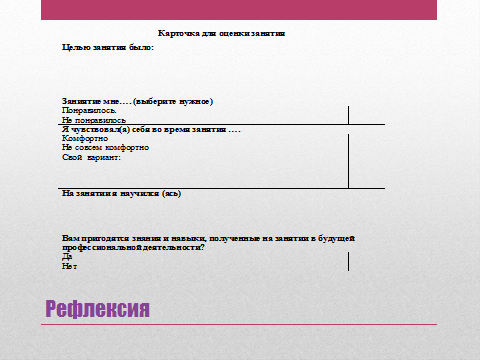 Карточка для оценки занятия
Целью занятия было:
Занятие мне…. (выберите нужное)
Понравилось.
Не понравилось
Я чувствовал(а) себя во время занятия ….
Комфортно
Не совсем комфортно
Свой вариант:
На занятии я научился (ась)
Вам пригодятся знания и навыки, полученные на занятии в будущей
профессиональной деятельности?
Да
Нет
Рефлексия